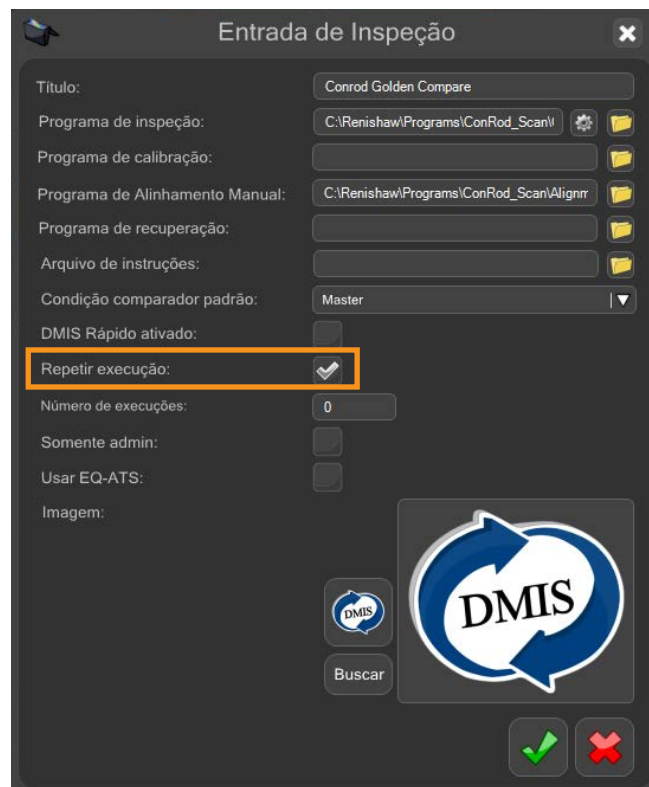 Entrada de Inspeção
Título: Conrod Golden Compare
Programa de inspeção: C:\Renishaw\Programs\ConRod_Scan\
Programa de calibração:
Programa de Alinhamento Manual: C:\Renishaw\Programs\ConRod_Scan\Alignm
Programa de recuperação:
Arquivo de instruções:
Condição comparador padrão: Master
DMIS Rápido ativado:
Repetir execução:
Número de execuções: 0
Somente admin:
Usar EQ-ATS:
Imagem:
DMIS
DMIS
Buscar